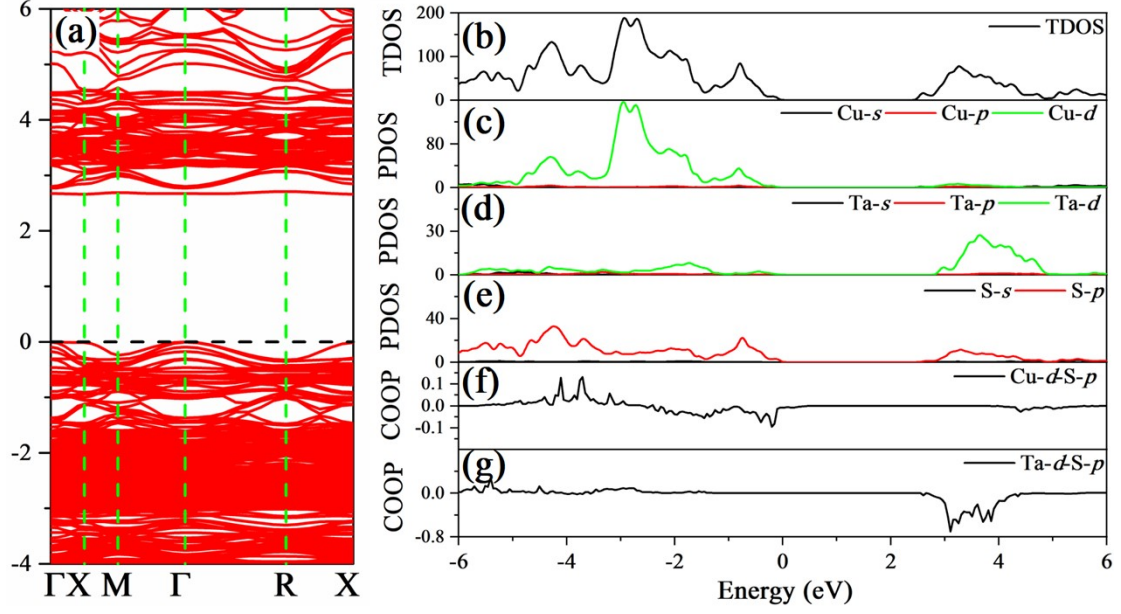 (a)
6
4
2
0
-2
-4
Γ X M Γ R X
(b)
TDOS
200
100
0
TDOS
(c)
PDOS
80
0
Cu-s Cu-p Cu-d
(d)
PDOS
30
0
Ta-s Ta-p Ta-d
(e)
PDOS
40
0
S-s S-p
(f)
COOP
0.1
0.0
-0.1
Cu-d-S-p
(g)
COOP
0.0
-0.8
Ta-d-S-p
-6 -4 -2 0 2 4 6
Energy (eV)